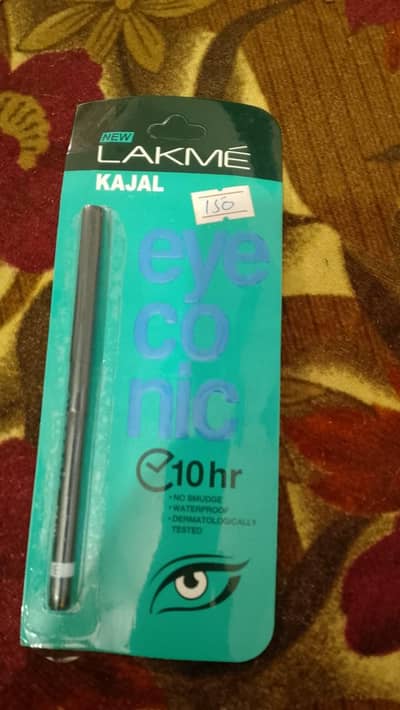 NEW
LAKMÉ
KAJAL
150
eye
co
nic
10 hr
• NO SMUDGE
• WATERPROOF
• DERMATOLOGICALLY
TESTED